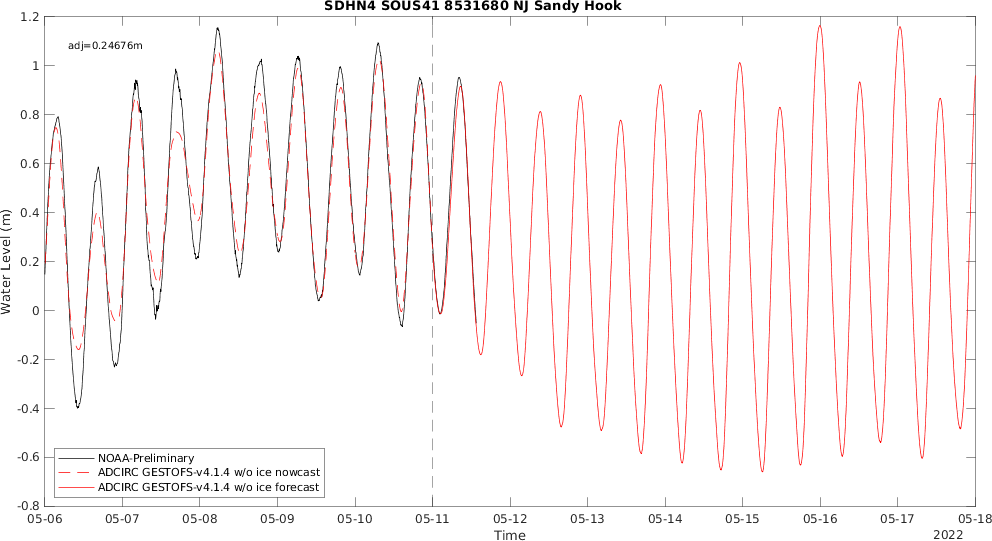 SDHN4 SOUS41 8531680 NJ Sandy Hook
adj=0.24676m
1.2
1
0.8
0.6
0.4
0.2
0
-0.2
-0.4
-0.6
-0.8
Water Level (m)
NOAA-Preliminary
ADCIRC GESTOFS-v4.1.4 w/o ice nowcast
ADCIRC GESTOFS-v4.1.4 w/o ice forecast
05-06 05-07 05-08 05-09 05-10 05-11 05-12 05-13 05-14 05-15 05-16 05-17 05-18
Time
2022